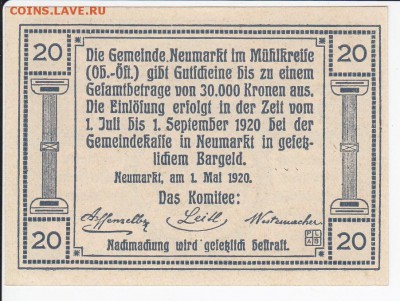 COINS.ЛАVE.RU
20 20
Die Gemeinde Neumarkt im Mühlkreise
(Ob.-Öst.) gibt Gutscheine bis zu einem
Gesamtbetrage von 30.000 Kronen aus.
Die Einlösung erfolgt in der Zeit vom
1. Juli bis 1. September 1920 bei der
Gemeindekasse in Neumarkt in gesetz-
lichem Bargeld.
Neumarkt, am 1. Mai 1920.
Das Komitee:
Leitl
20 20
Nachmachung wird gesetzlich bestraft.